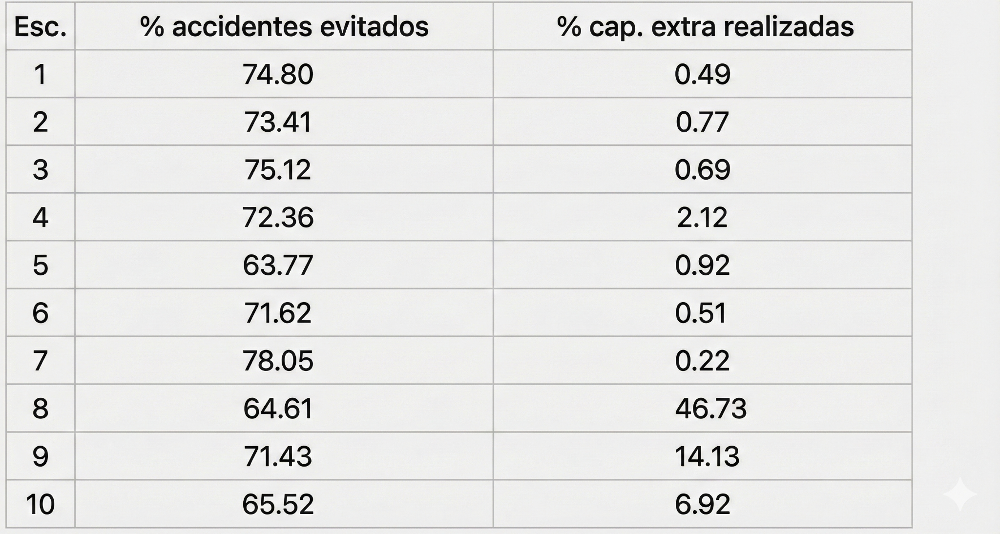 Esc. % accidentes evitados % cap. extra realizadas
1 74.80 0.49
2 73.41 0.77
3 75.12 0.69
4 72.36 2.12
5 63.77 0.92
6 71.62 0.51
7 78.05 0.22
8 64.61 46.73
9 71.43 14.13
10 65.52 6.92